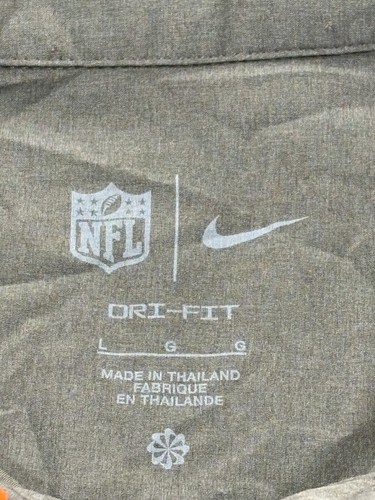 NFL
DRI-FIT
L G G
MADE IN THAILAND
FABRIQUE
EN THAILANDE